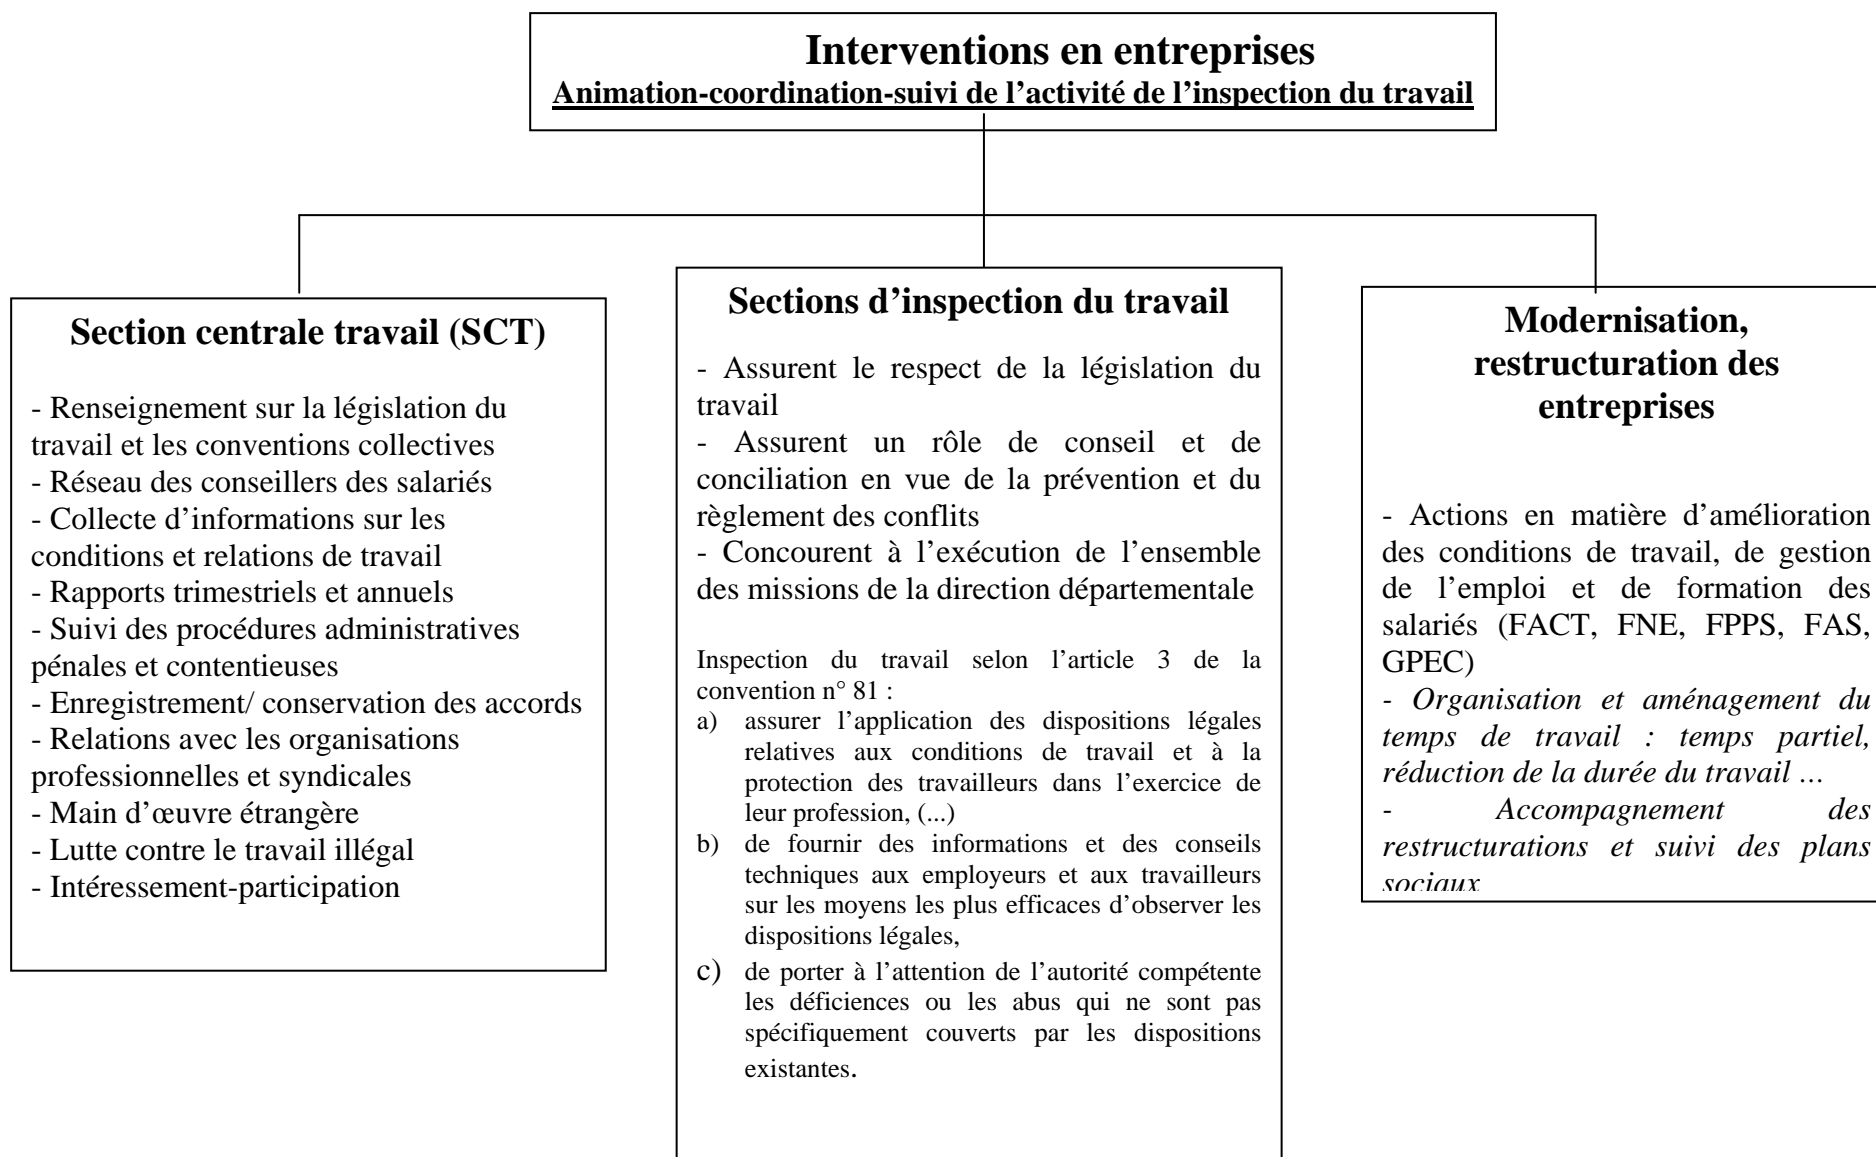 Interventions en entreprises
Animation-coordination-suivi de l’activité de l’inspection du travail
Section centrale travail (SCT)
- Renseignement sur la législation du
travail et les conventions collectives
- Réseau des conseillers des salariés
- Collecte d’informations sur les
conditions et relations de travail
- Rapports trimestriels et annuels
- Suivi des procédures administratives
pénales et contentieuses
- Enregistrement/ conservation des accords
- Relations avec les organisations
professionnelles et syndicales
- Main d’œuvre étrangère
- Lutte contre le travail illégal
- Intéressement-participation
Sections d’inspection du travail
- Assurent le respect de la législation du
travail
- Assurent un rôle de conseil et de
conciliation en vue de la prévention et du
règlement des conflits
- Concourent à l’exécution de l’ensemble
des missions de la direction départementale
Inspection du travail selon l’article 3 de la
convention n° 81 :
a) assurer l’application des dispositions légales
relatives aux conditions de travail et à la
protection des travailleurs dans l’exercice de
leur profession, (...)
b) de fournir des informations et des conseils
techniques aux employeurs et aux travailleurs
sur les moyens les plus efficaces d’observer les
dispositions légales,
c) de porter à l’attention de l’autorité compétente
les déficiences ou les abus qui ne sont pas
spécifiquement couverts par les dispositions
existantes.
Modernisation,
restructuration des
entreprises
- Actions en matière d’amélioration
des conditions de travail, de gestion
de l’emploi et de formation des
salariés (FACT, FNE, FPPS, FAS,
GPEC)
- Organisation et aménagement du
temps de travail : temps partiel,
réduction de la durée du travail …
- Accompagnement des
restructurations et suivi des plans
sociaux